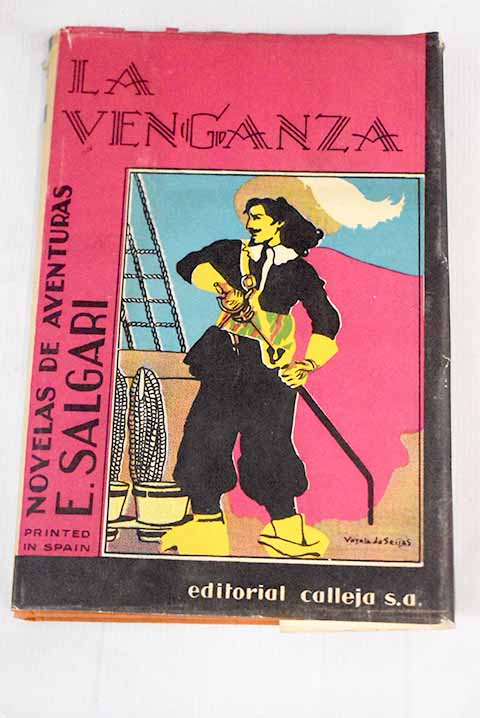 LA
VENGANZA
NOVELAS DE AVENTURAS
E. SALGARI
PRINTED
IN SPAIN
Varela de Seijas
editorial calleja s.a.